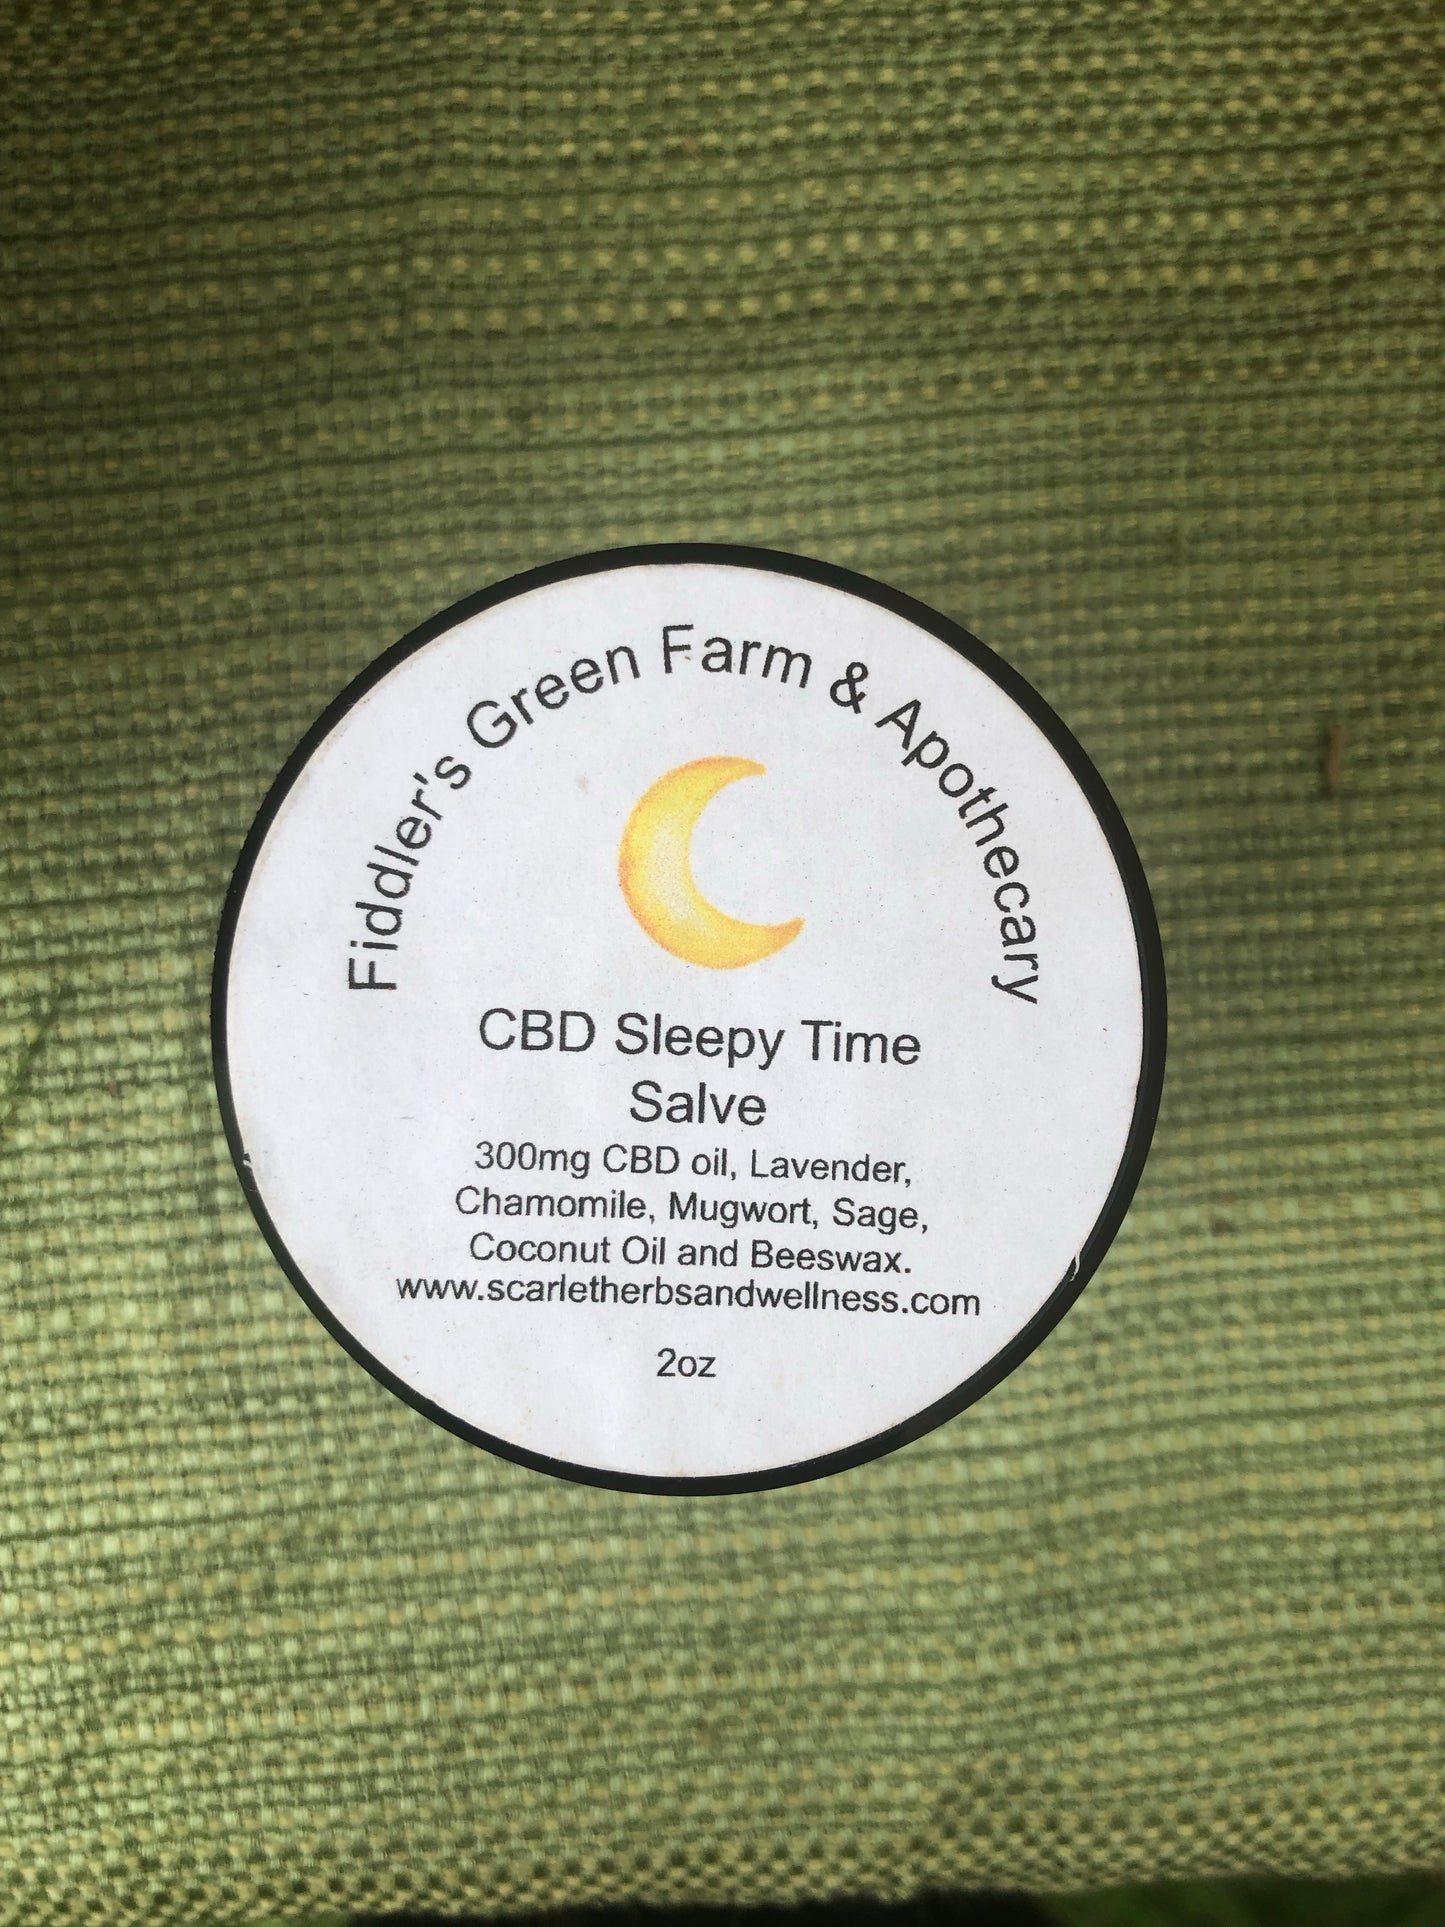 Fiddler's Green Farm & Apothecary
CBD Sleepy Time
Salve
300mg CBD oil, Lavender,
Chamomile, Mugwort, Sage,
Coconut Oil and Beeswax.
www.scarletherbsandwellness.com
2oz